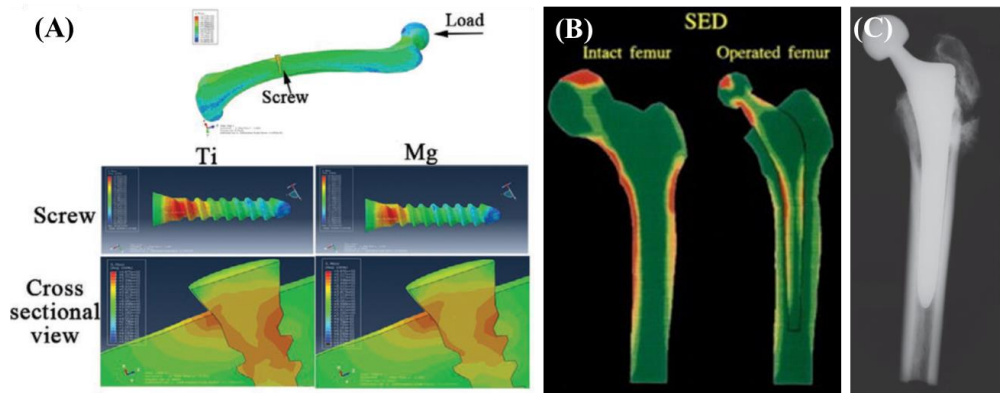 (A)
Load
Screw
Ti
Mg
Screw
Cross
sectional
view
(B)
SED
Intact femur
Operated femur
(C)